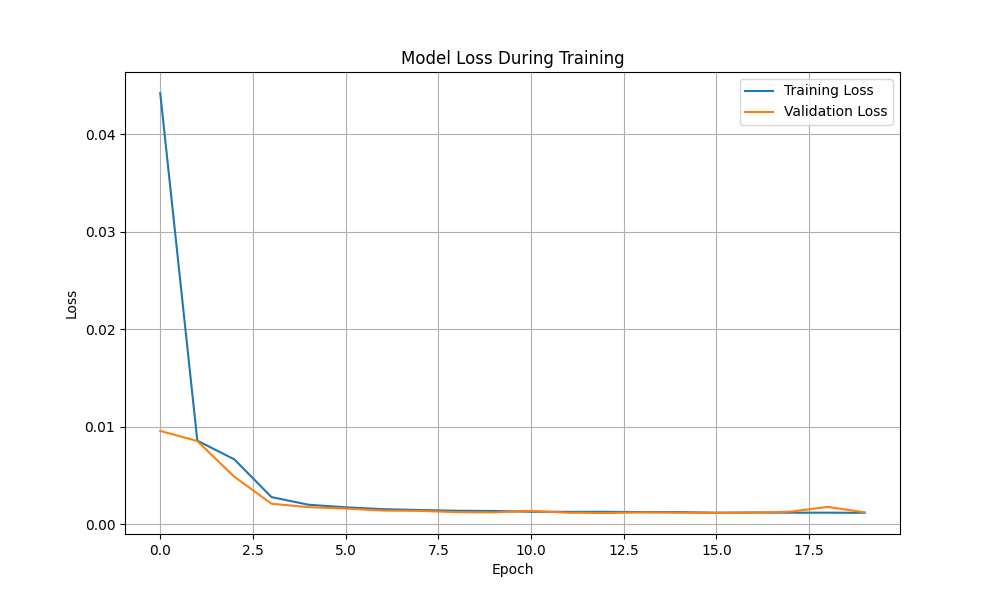 Model Loss During Training
Training Loss
Validation Loss
0.04
0.03
0.02
0.01
0.00
Loss
0.0 2.5 5.0 7.5 10.0 12.5 15.0 17.5
Epoch